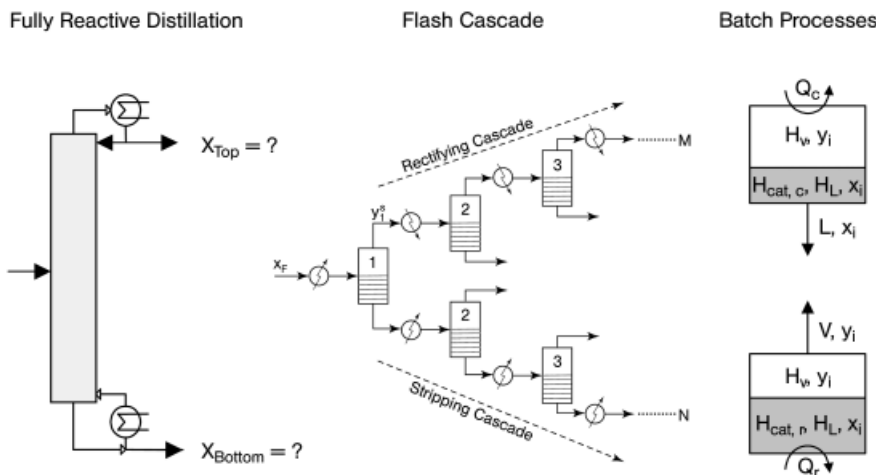 Fully Reactive Distillation
Flash Cascade
Batch Processes
X_Top = ?
X_Bottom = ?
Rectifying Cascade
x_F
1
y_1^s
2
3
M
2
3
N
Stripping Cascade
Q_c
H_v, y_i
H_cat, c, H_L, x_i
L, x_i
V, y_i
H_v, y_i
H_cat, r, H_L, x_i
Q_r